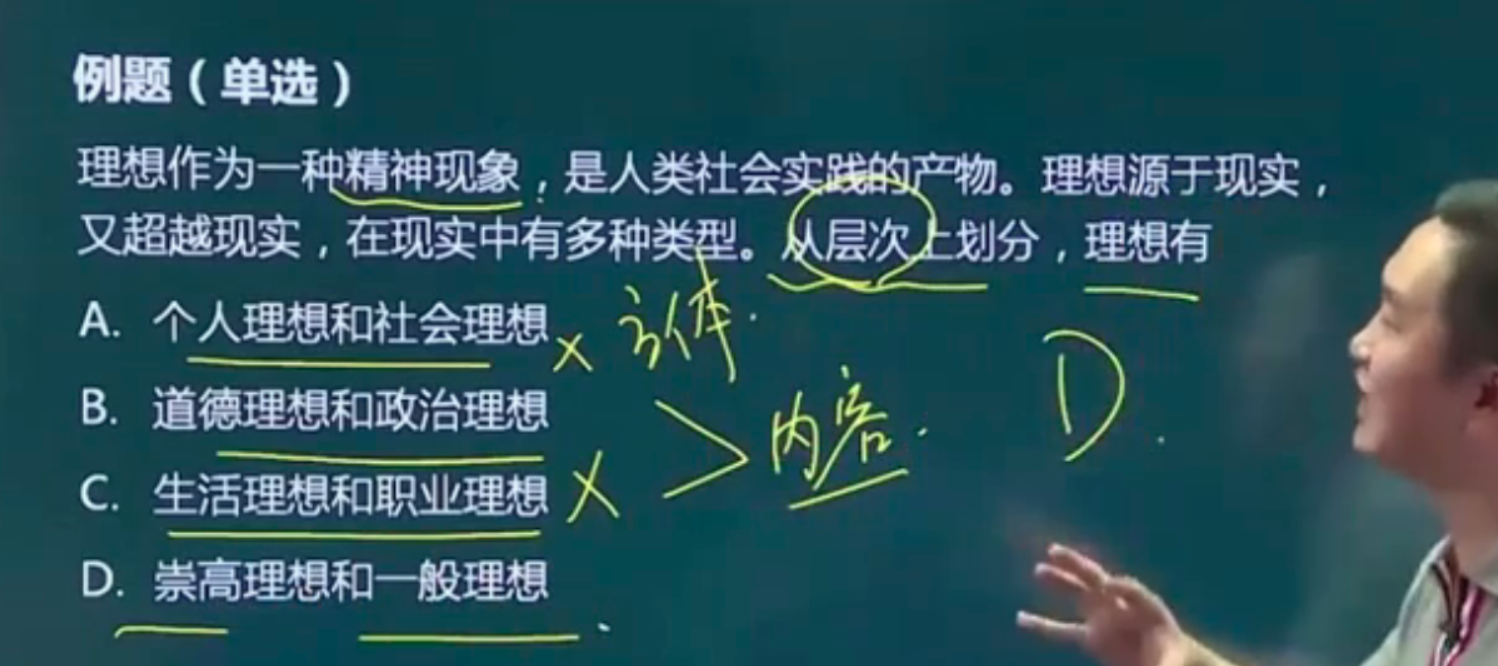 例题（单选）
理想作为一种精神现象，是人类社会实践的产物。理想源于现实，
又超越现实，在现实中有多种类型。从层次上划分，理想有
A. 个人理想和社会理想 × 主体.
B. 道德理想和政治理想
内容.
D.
C. 生活理想和职业理想 ×
D. 崇高理想和一般理想